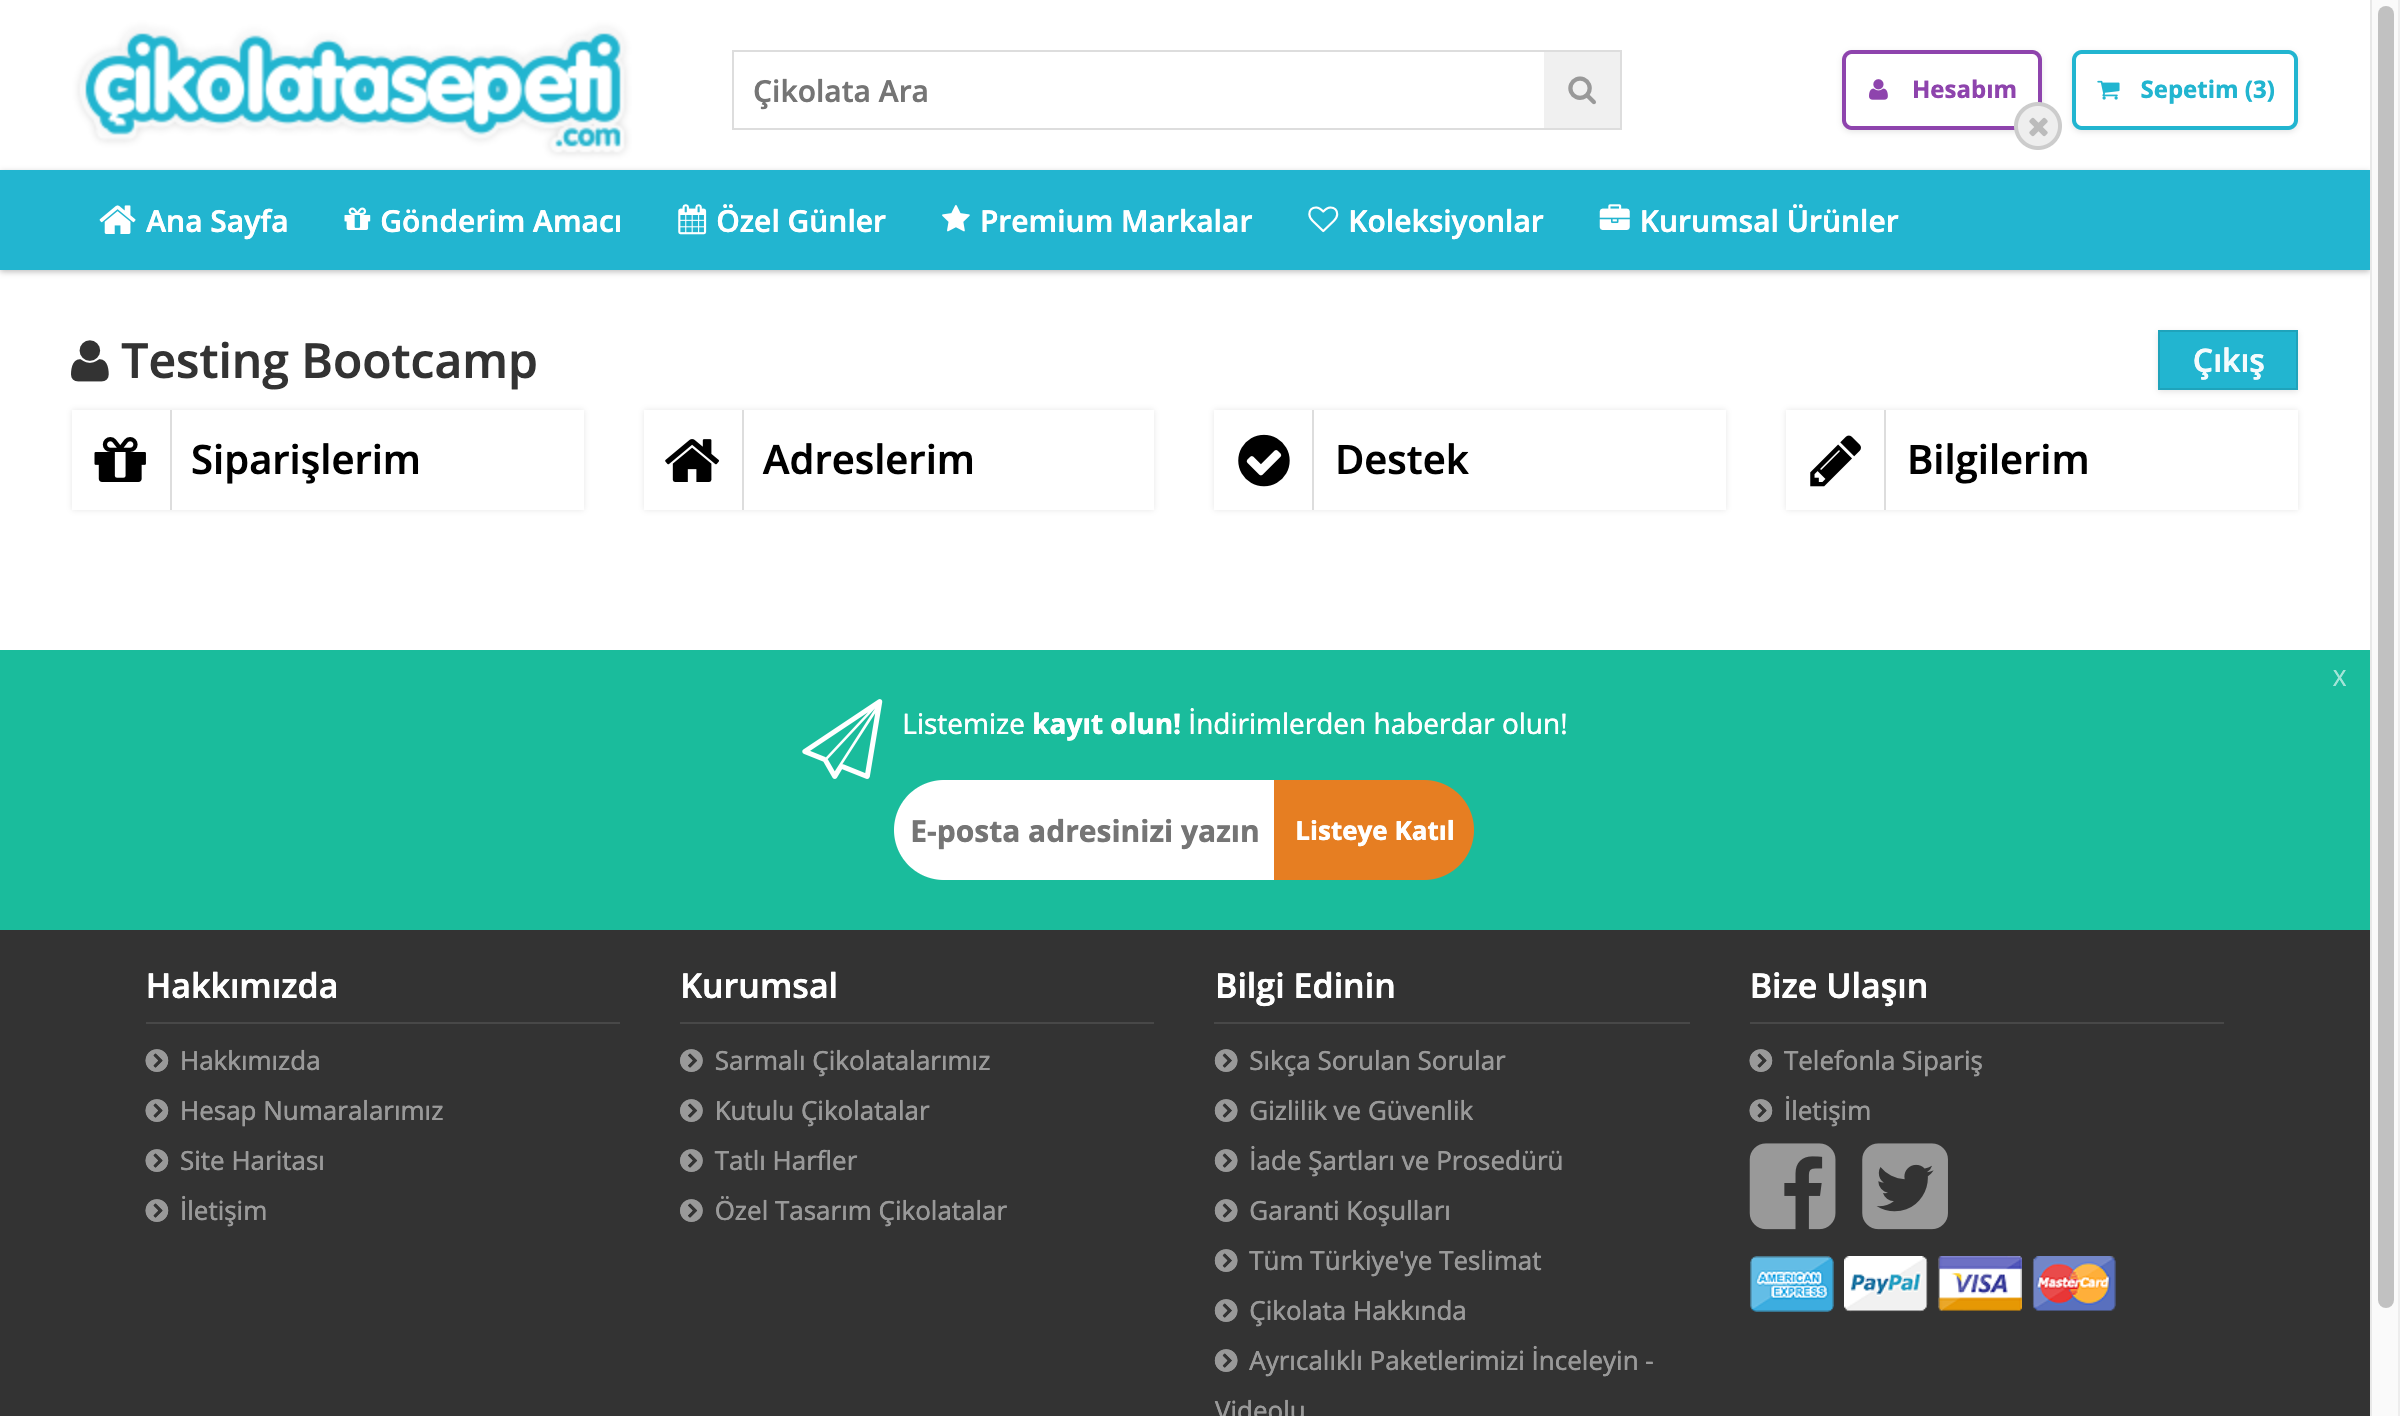 çikolatasepeti
.com
Çikolata Ara
Hesabım
Sepetim (3)
Ana Sayfa
Gönderim Amacı
Özel Günler
Premium Markalar
Koleksiyonlar
Kurumsal Ürünler
Testing Bootcamp
Çıkış
Siparişlerim
Adreslerim
Destek
Bilgilerim
X
Listemize kayıt olun! İndirimlerden haberdar olun!
E-posta adresinizi yazın
Listeye Katıl
Hakkımızda
Hakkımızda
Hesap Numaralarımız
Site Haritası
İletişim
Kurumsal
Sarmalı Çikolatalarımız
Kutulu Çikolatalar
Tatlı Harfler
Özel Tasarım Çikolatalar
Bilgi Edinin
Sıkça Sorulan Sorular
Gizlilik ve Güvenlik
İade Şartları ve Prosedürü
Garanti Koşulları
Tüm Türkiye'ye Teslimat
Çikolata Hakkında
Ayrıcalıklı Paketlerimizi İnceleyin -
Videolu
Bize Ulaşın
Telefonla Sipariş
İletişim
AMERICAN
EXPRESS
PayPal
VISA
MasterCard